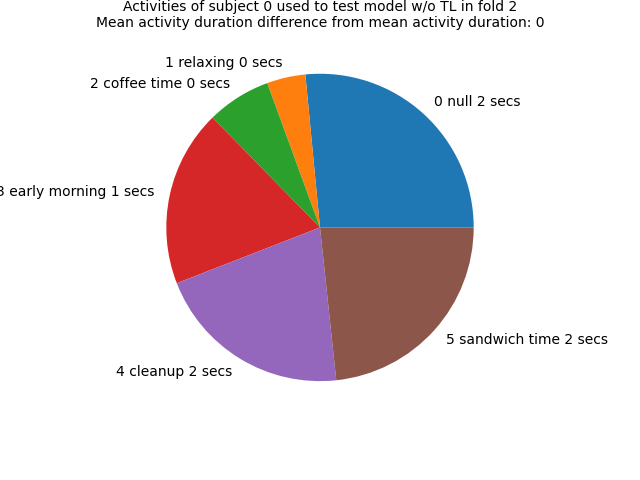 Activities of subject 0 used to test model w/o TL in fold 2
Mean activity duration difference from mean activity duration: 0
1 relaxing 0 secs
2 coffee time 0 secs
0 null 2 secs
3 early morning 1 secs
5 sandwich time 2 secs
4 cleanup 2 secs